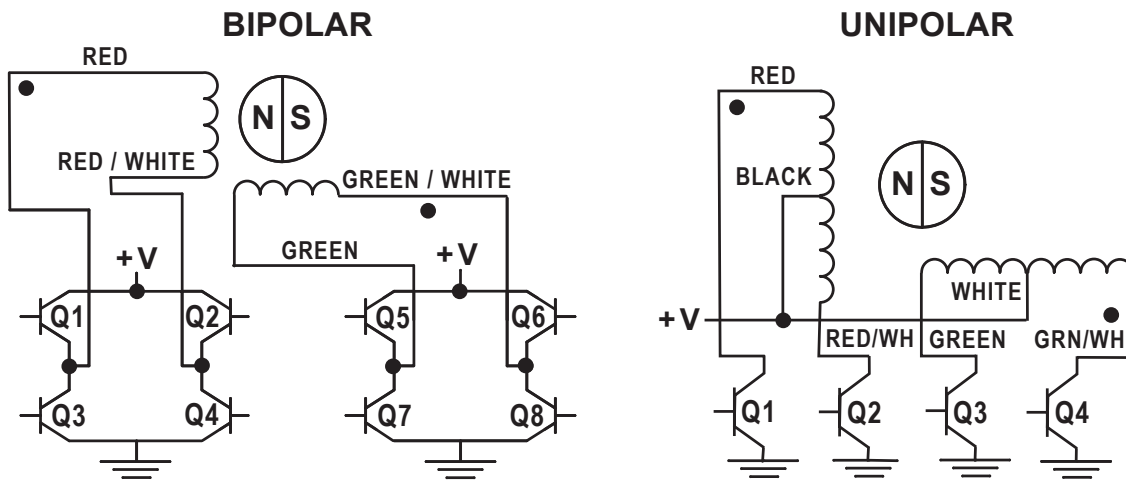 BIPOLAR
RED
N S
RED / WHITE
GREEN / WHITE
GREEN
+V
+V
Q1
Q2
Q5
Q6
Q3
Q4
Q7
Q8
UNIPOLAR
RED
BLACK
N S
WHITE
+V
RED/WH
GREEN
GRN/WH
Q1
Q2
Q3
Q4